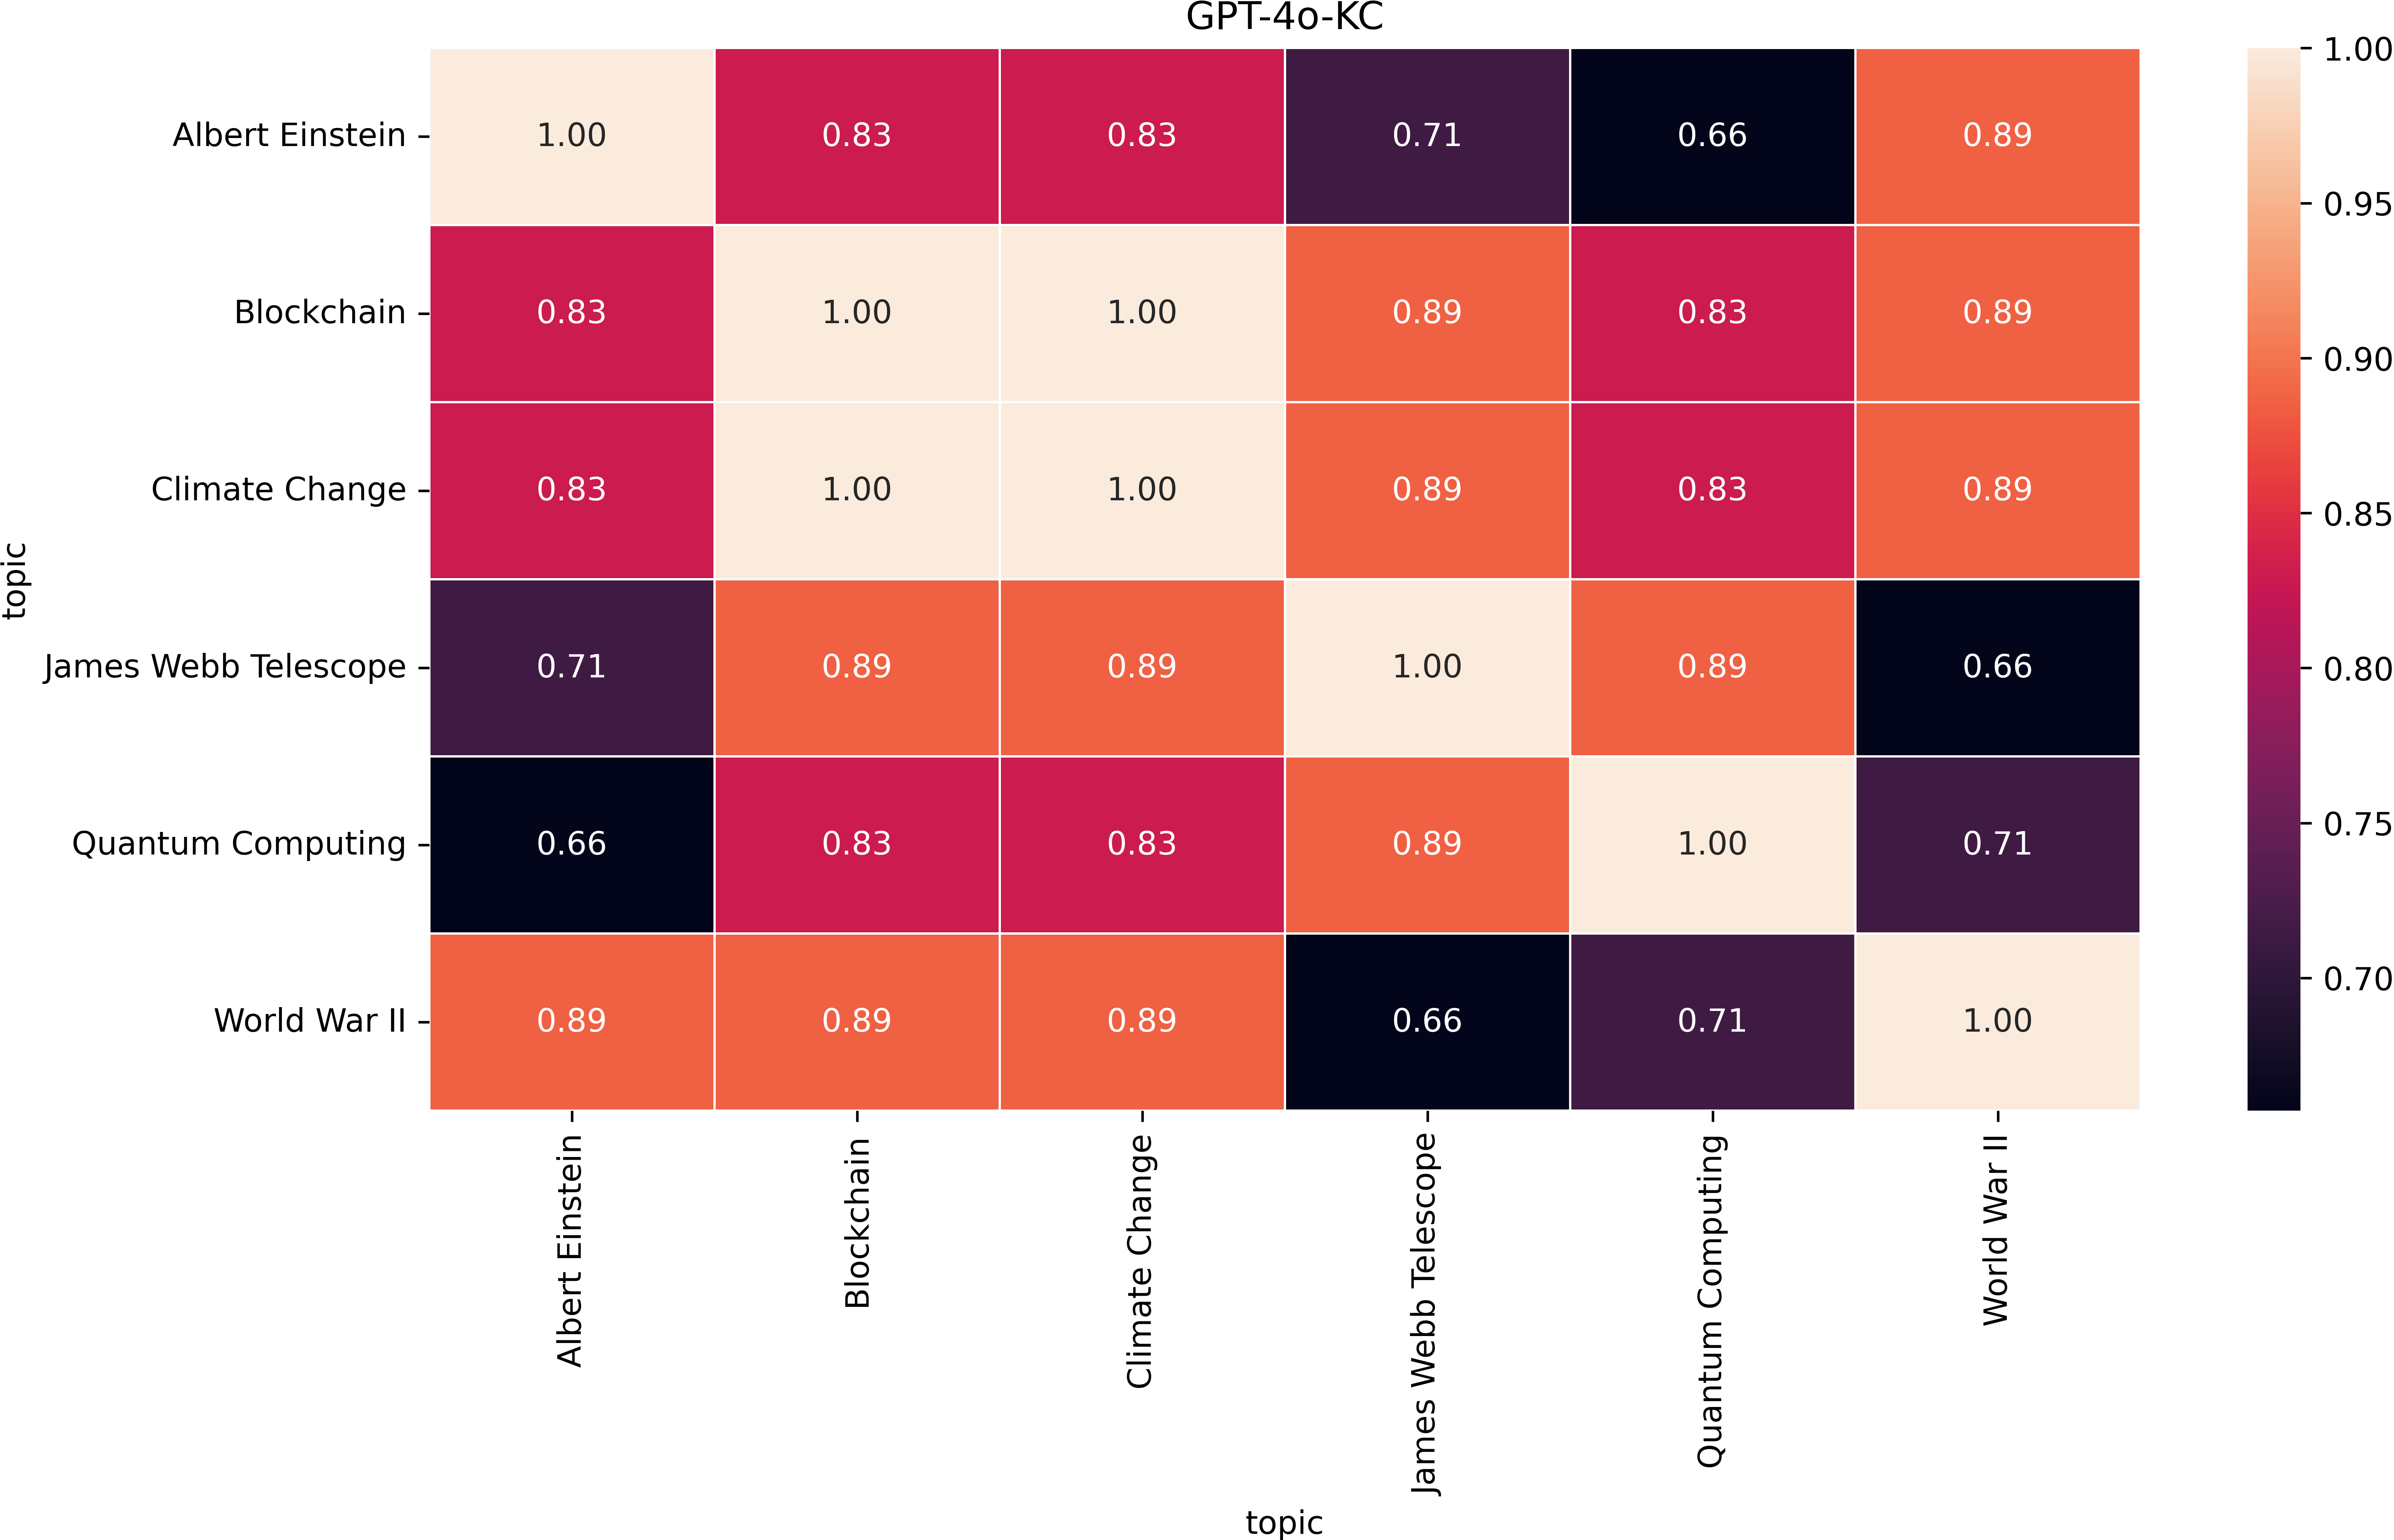 GPT-4o-KC
Albert Einstein 1.00 0.83 0.83 0.71 0.66 0.89
Blockchain 0.83 1.00 1.00 0.89 0.83 0.89
Climate Change 0.83 1.00 1.00 0.89 0.83 0.89
James Webb Telescope 0.71 0.89 0.89 1.00 0.89 0.66
Quantum Computing 0.66 0.83 0.83 0.89 1.00 0.71
World War II 0.89 0.89 0.89 0.66 0.71 1.00
topic
Albert Einstein
Blockchain
Climate Change
James Webb Telescope
Quantum Computing
World War II
topic
1.00
0.95
0.90
0.85
0.80
0.75
0.70